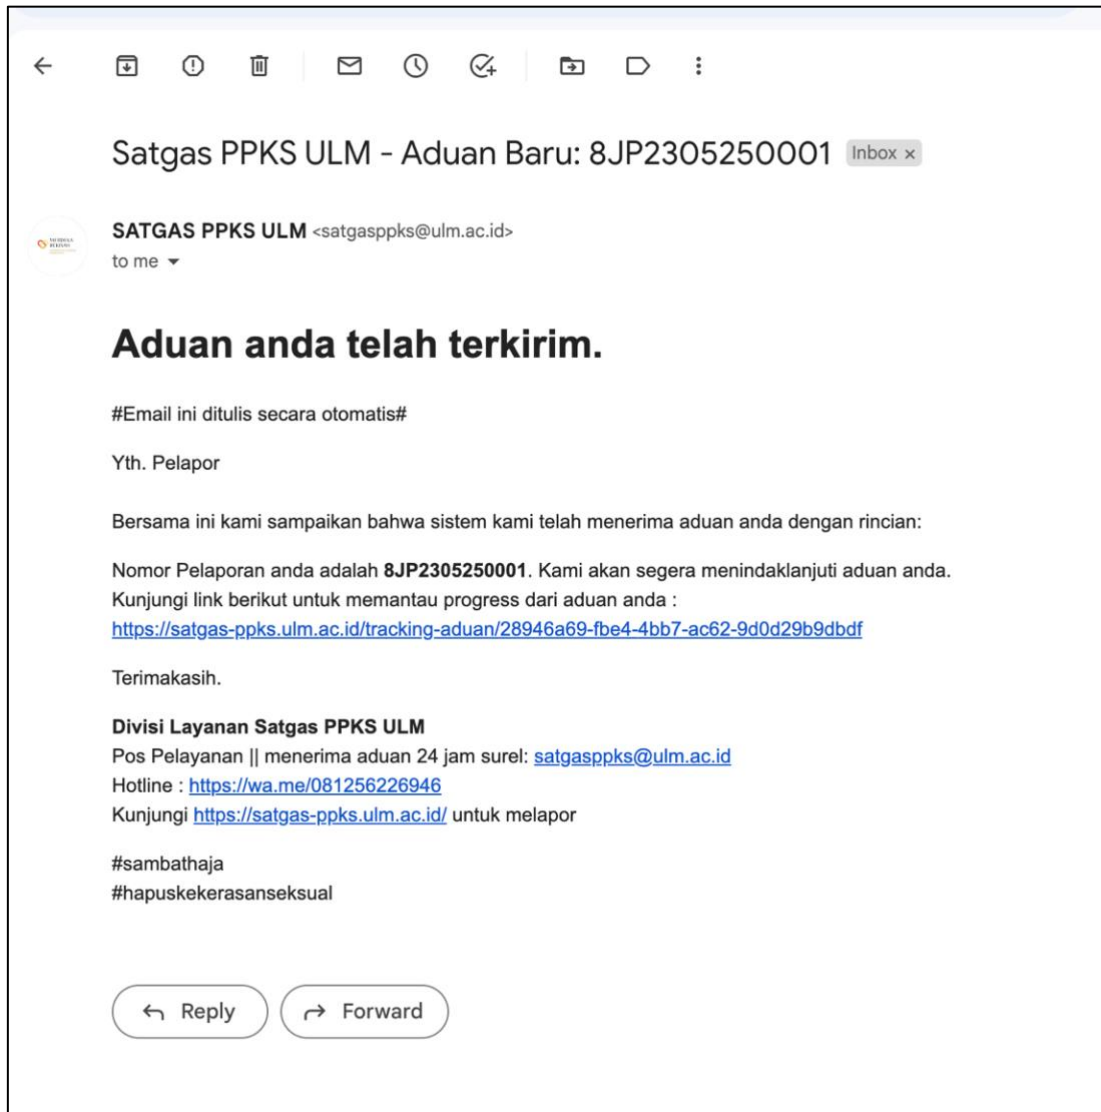 Satgas PPKS ULM - Aduan Baru: 8JP2305250001 Inbox ×
SATGAS PPKS ULM <satgasppks@ulm.ac.id>
to me
Aduan anda telah terkirim.
#Email ini ditulis secara otomatis#
Yth. Pelapor
Bersama ini kami sampaikan bahwa sistem kami telah menerima aduan anda dengan rincian:
Nomor Pelaporan anda adalah 8JP2305250001. Kami akan segera menindaklanjuti aduan anda.
Kunjungi link berikut untuk memantau progress dari aduan anda :
https://satgas-ppks.ulm.ac.id/tracking-aduan/28946a69-fbe4-4bb7-ac62-9d0d29b9dbdf
Terimakasih.
Divisi Layanan Satgas PPKS ULM
Pos Pelayanan || menerima aduan 24 jam surel: satgasppks@ulm.ac.id
Hotline : https://wa.me/081256226946
Kunjungi https://satgas-ppks.ulm.ac.id/ untuk melapor
#sambathaja
#hapuskekerasanseksual
Reply
Forward